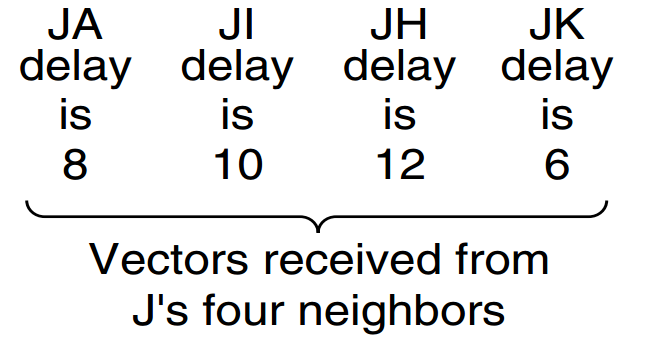 JA JI JH JK
delay delay delay delay
is is is is
8 10 12 6
Vectors received from
J's four neighbors